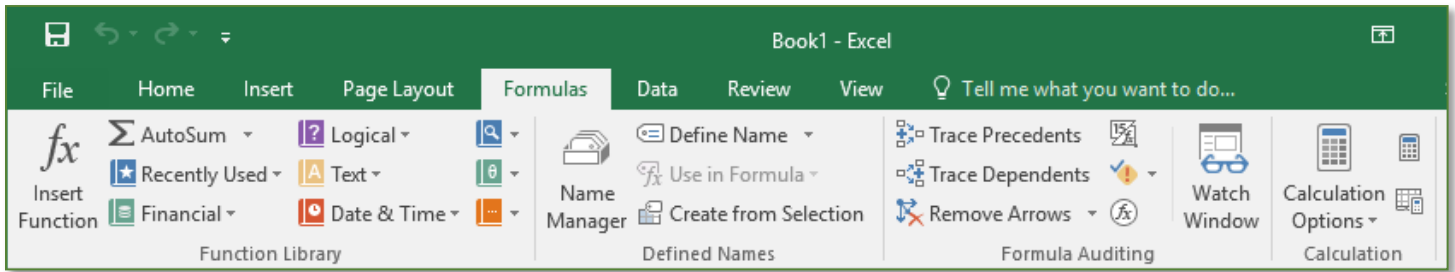 Book1 - Excel
File Home Insert Page Layout Formulas Data Review View Tell me what you want to do...
fx AutoSum ? Logical Define Name Trace Precedents
Recently Used A Text θ Use in Formula Trace Dependents
Insert Function
Financial Date & Time Name Manager Create from Selection Remove Arrows fx Watch Window Calculation Options
Function Library Defined Names Formula Auditing Calculation